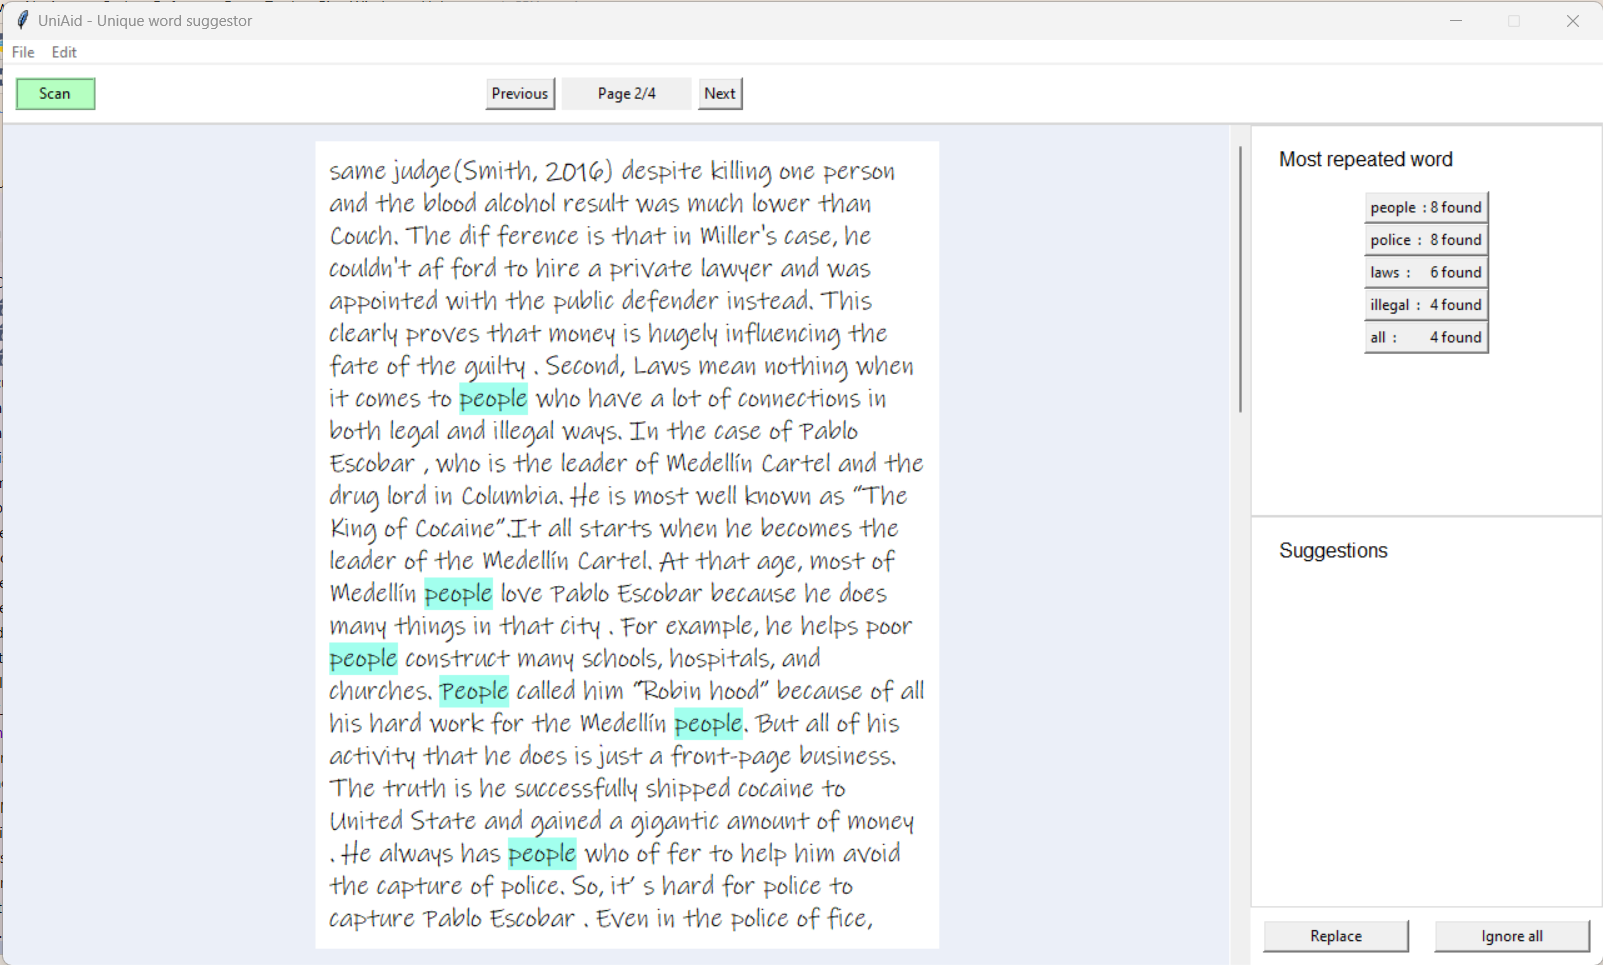 UniAid - Unique word suggestor
File Edit
Scan
Previous Page 2/4 Next
same judge(Smith, 2016) despite killing one person
and the blood alcohol result was much lower than
Couch. The dif ference is that in Miller's case, he
couldn't af ford to hire a private lawyer and was
appointed with the public defender instead. This
clearly proves that money is hugely influencing the
fate of the guilty . Second, Laws mean nothing when
it comes to people who have a lot of connections in
both legal and illegal ways. In the case of Pablo
Escobar , who is the leader of Medellín Cartel and the
drug lord in Columbia. He is most well known as “The
King of Cocaine”.It all starts when he becomes the
leader of the Medellín Cartel. At that age, most of
Medellín people love Pablo Escobar because he does
many things in that city . For example, he helps poor
people construct many schools, hospitals, and
churches. People called him “Robin hood” because of all
his hard work for the Medellín people. But all of his
activity that he does is just a front-page business.
The truth is he successfully shipped cocaine to
United State and gained a gigantic amount of money
. He always has people who of fer to help him avoid
the capture of police. So, it’ s hard for police to
capture Pablo Escobar . Even in the police of fice,
Most repeated word
people : 8 found
police : 8 found
laws : 6 found
illegal : 4 found
all : 4 found
Suggestions
Replace Ignore all